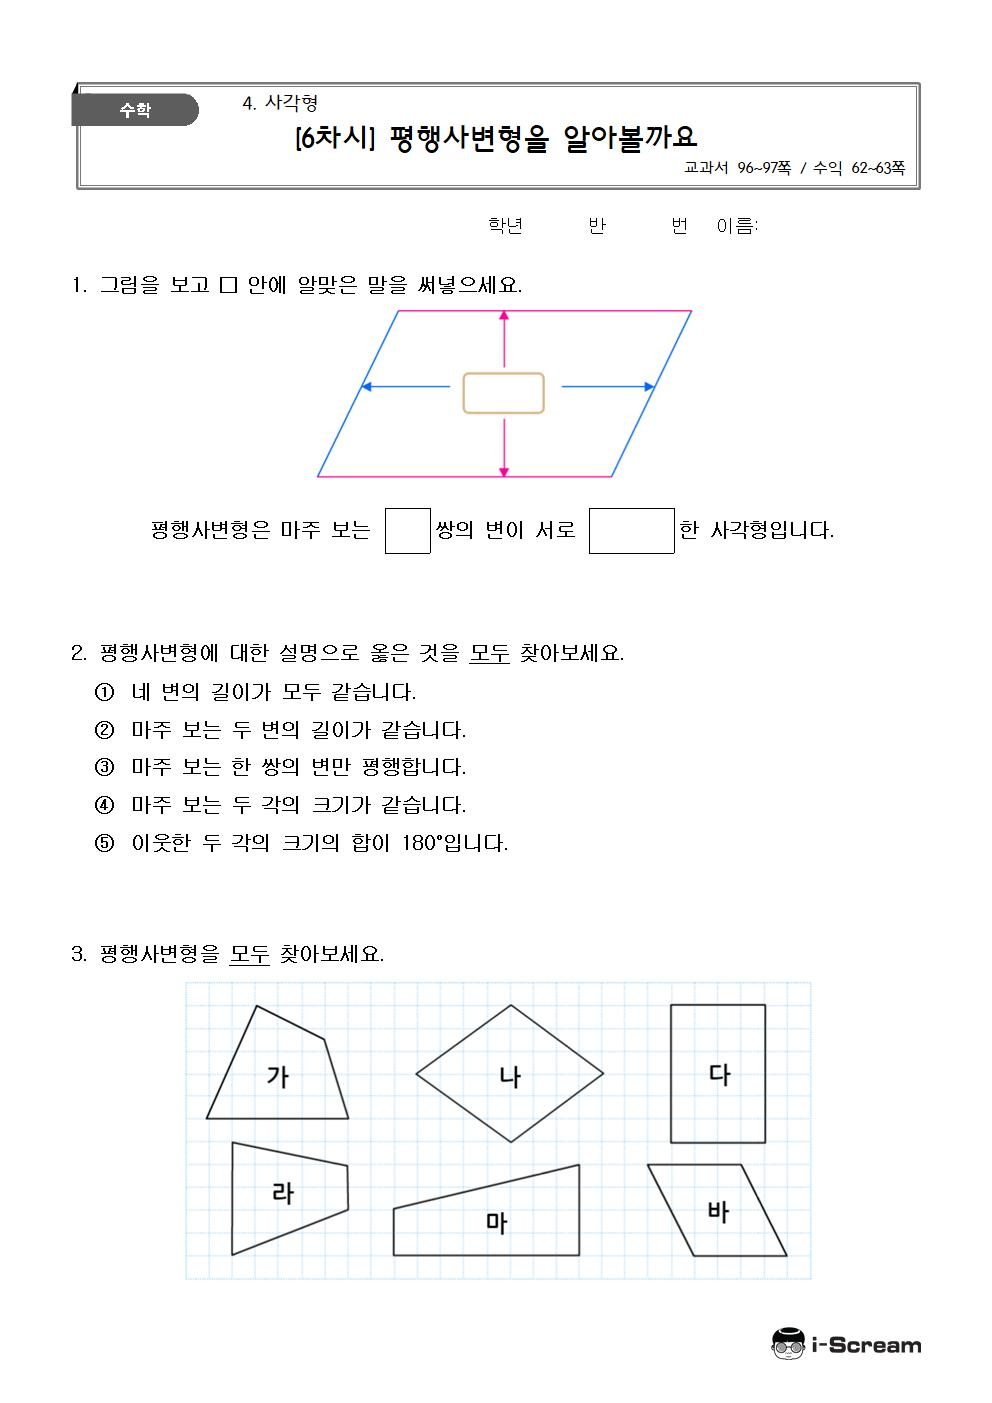 수학
4. 사각형
[6차시] 평행사변형을 알아볼까요
교과서 96~97쪽 / 수익 62~63쪽
학년 반 번 이름:
1. 그림을 보고 □ 안에 알맞은 말을 써넣으세요.
평행사변형은 마주 보는 쌍의 변이 서로 한 사각형입니다.
2. 평행사변형에 대한 설명으로 옳은 것을 모두 찾아보세요.
① 네 변의 길이가 모두 같습니다.
② 마주 보는 두 변의 길이가 같습니다.
③ 마주 보는 한 쌍의 변만 평행합니다.
④ 마주 보는 두 각의 크기가 같습니다.
⑤ 이웃한 두 각의 크기의 합이 180°입니다.
3. 평행사변형을 모두 찾아보세요.
가 나 다
라 마 바
i-Scream